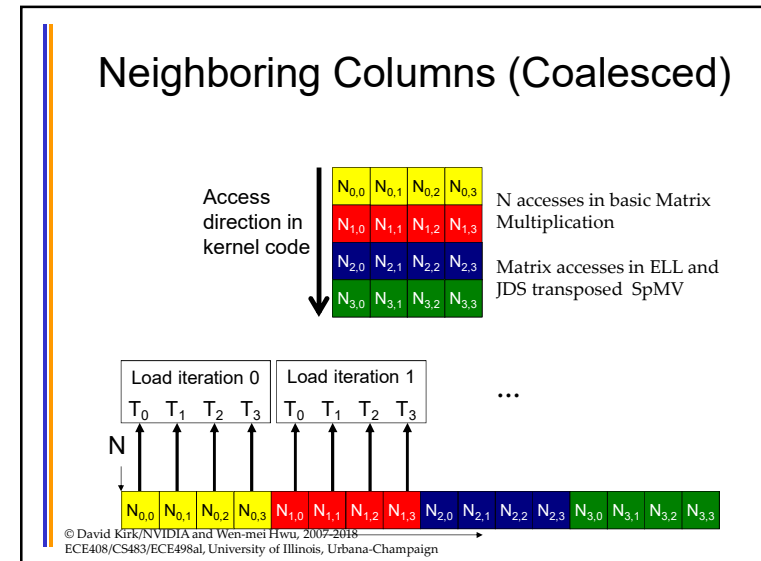 Neighboring Columns (Coalesced)
Access
direction in
kernel code
N0,0 N0,1 N0,2 N0,3
N1,0 N1,1 N1,2 N1,3
N2,0 N2,1 N2,2 N2,3
N3,0 N3,1 N3,2 N3,3
N accesses in basic Matrix
Multiplication
Matrix accesses in ELL and
JDS transposed SpMV
Load iteration 0
T0 T1 T2 T3
Load iteration 1
T0 T1 T2 T3
...
N
N0,0 N0,1 N0,2 N0,3 N1,0 N1,1 N1,2 N1,3 N2,0 N2,1 N2,2 N2,3 N3,0 N3,1 N3,2 N3,3
© David Kirk/NVIDIA and Wen-mei Hwu, 2007-2018
ECE408/CS483/ECE498al, University of Illinois, Urbana-Champaign